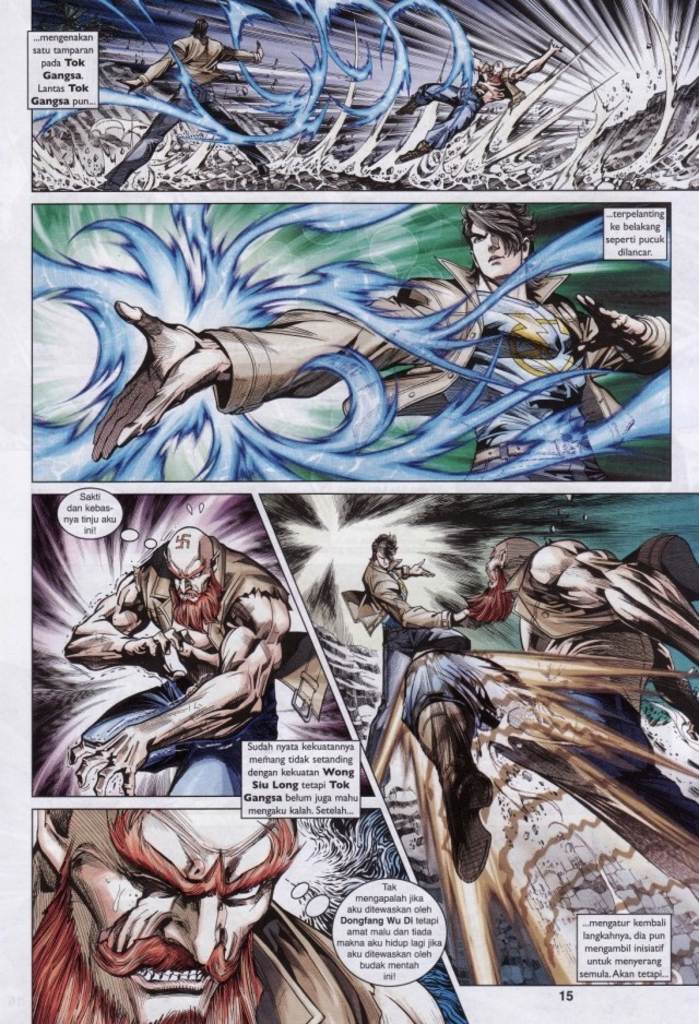 ...mengenakan
satu tamparan
pada Tok
Gangsa.
Lantas Tok
Gangsa pun...
...terpelanting
ke belakang
seperti pucuk
dilancar.
Sakti
dan kebas-
nya tinju aku
ini!
Sudah nyata kekuatannya
memang tidak setanding
dengan kekuatan Wong
Siu Long tetapi Tok
Gangsa belum juga mahu
mengaku kalah. Setelah...
Tak
mengapalah jika
aku ditewaskan oleh
Dongfang Wu Di tetapi
amat malu dan tiada
makna aku hidup lagi jika
aku ditewaskan oleh
budak mentah
ini!
...mengatur kembali
langkahnya, dia pun
mengambil inisiatif
untuk menyerang
semula. Akan tetapi...
15